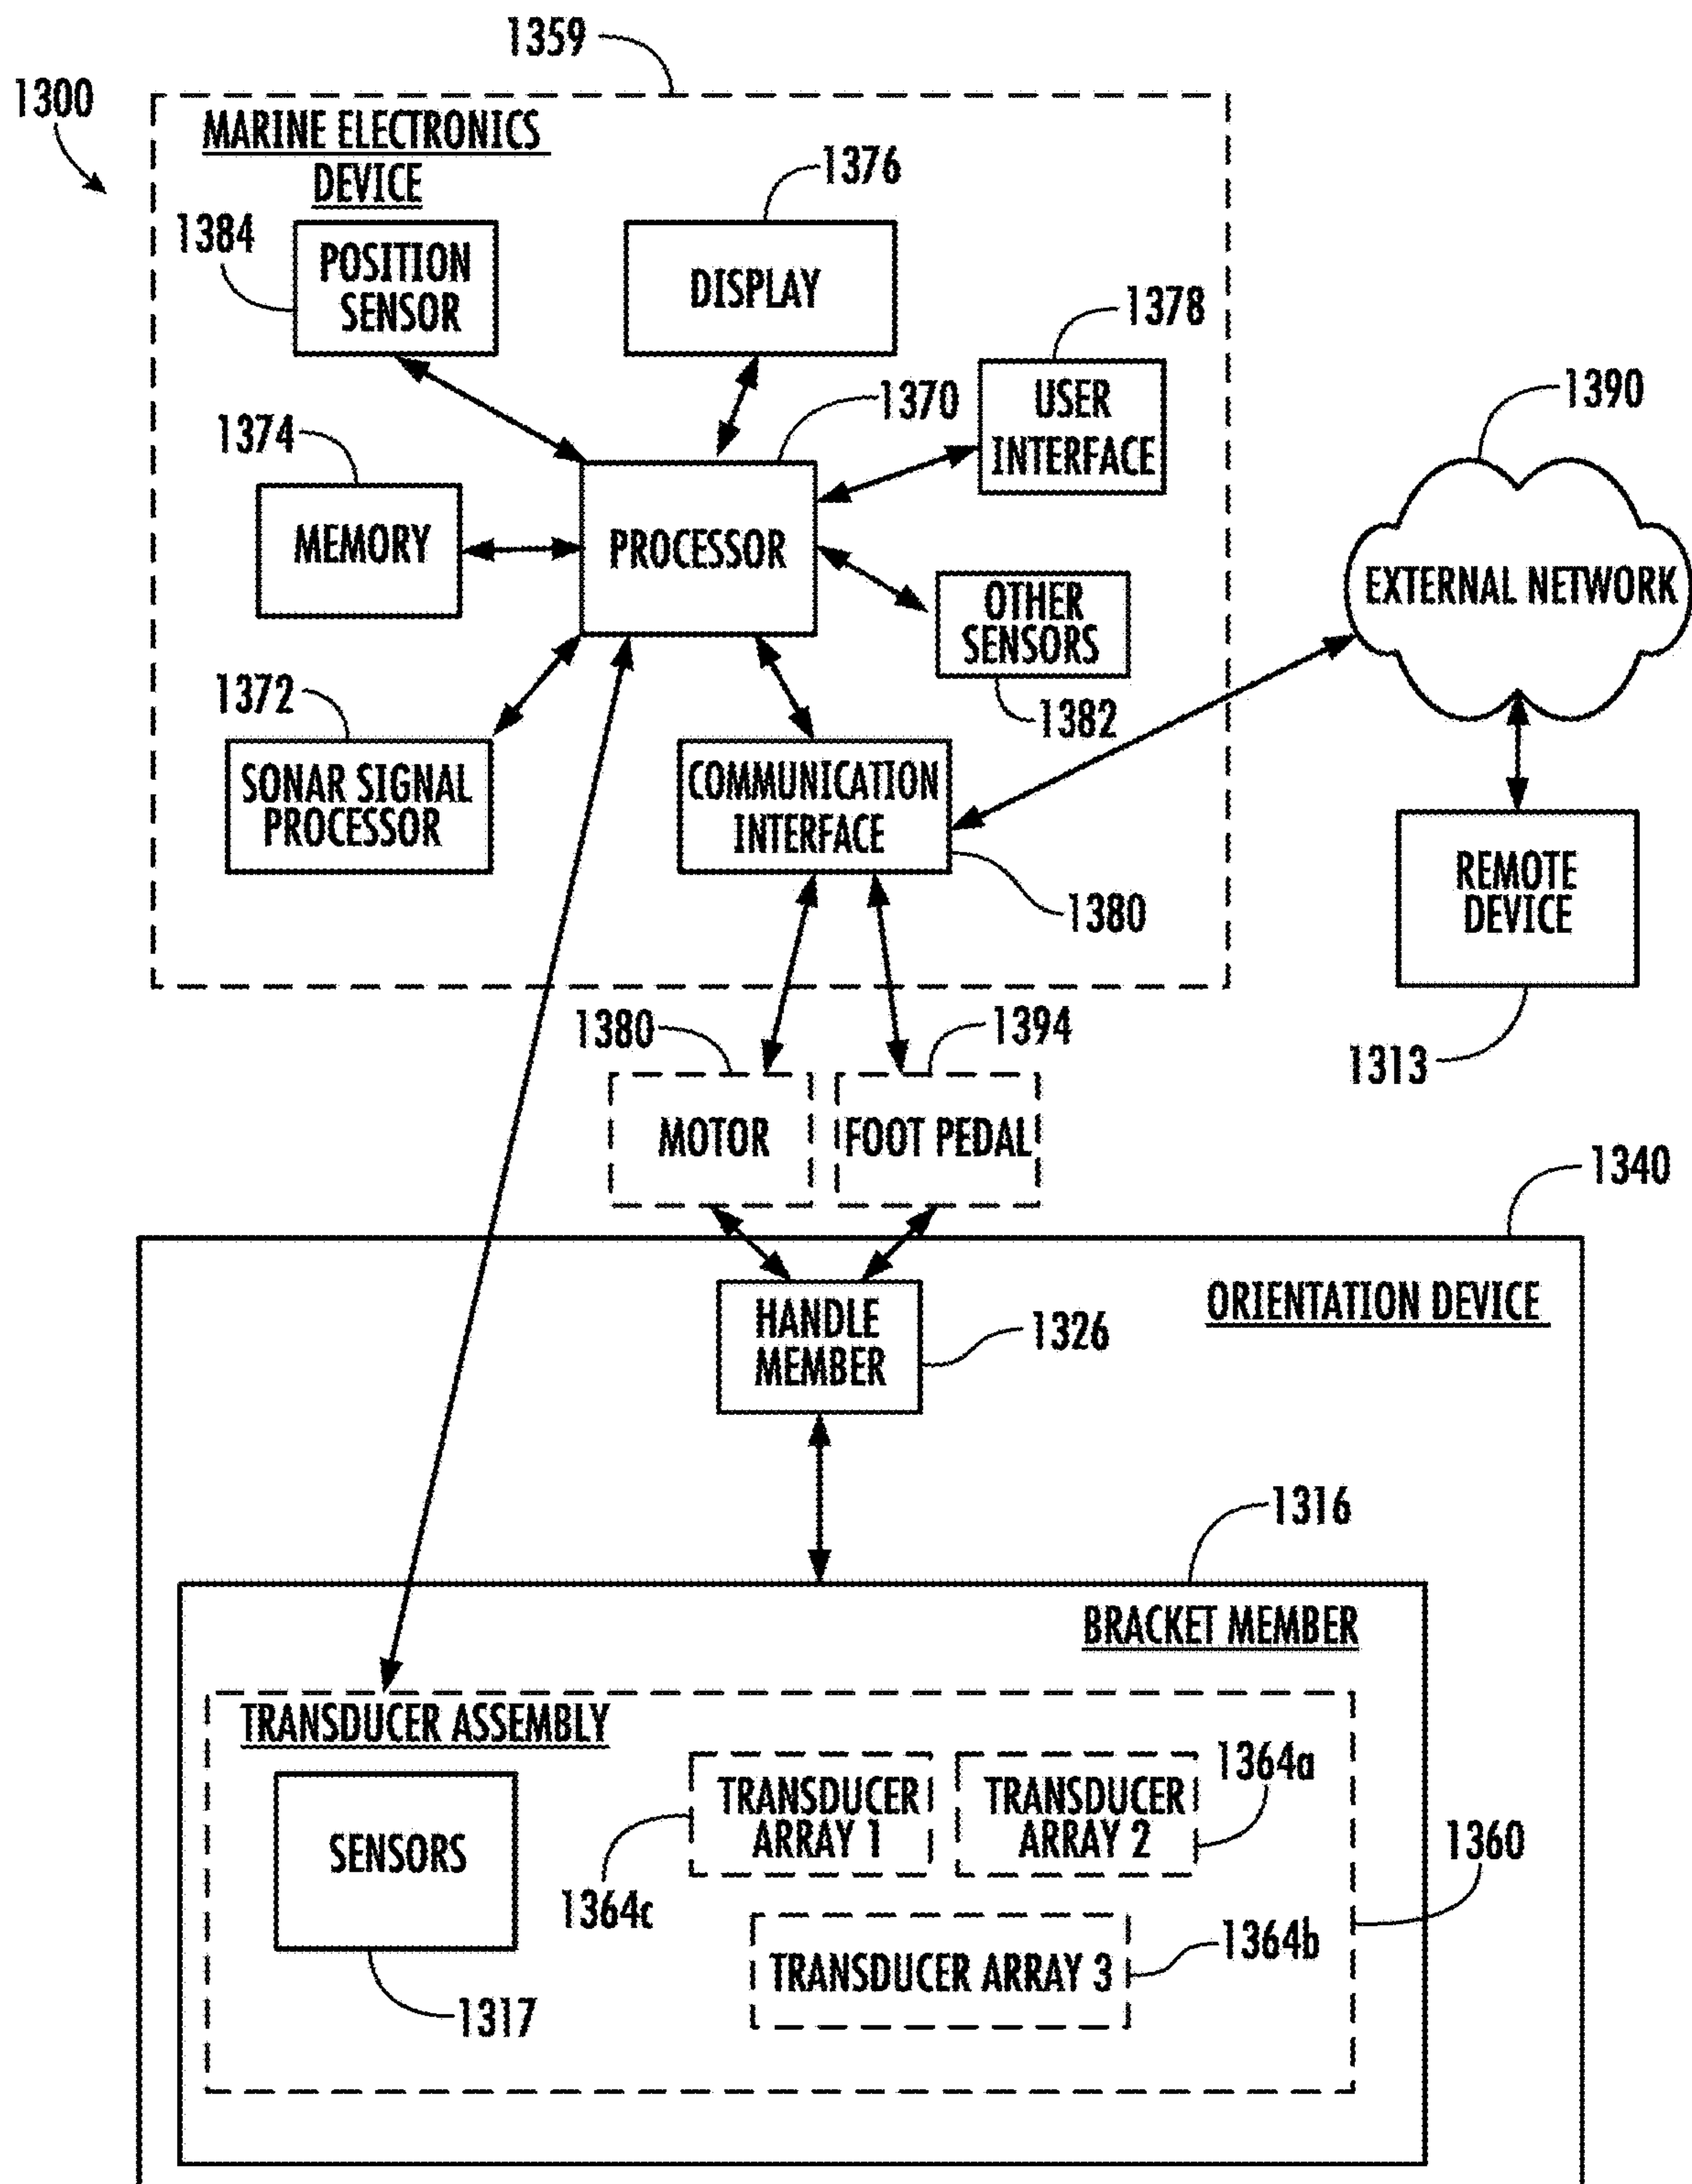 1359
1300
MARINE ELECTRONICS
DEVICE
1376
1384
POSITION
SENSOR
DISPLAY
1378
USER
INTERFACE
1370
1390
1374
MEMORY
PROCESSOR
OTHER
SENSORS
EXTERNAL NETWORK
1372
1382
SONAR SIGNAL
PROCESSOR
COMMUNICATION
INTERFACE
1380
REMOTE
DEVICE
1380
1394
1313
MOTOR
FOOT PEDAL
1340
ORIENTATION DEVICE
HANDLE
MEMBER
1326
1316
BRACKET MEMBER
TRANSDUCER ASSEMBLY
SENSORS
TRANSDUCER
ARRAY 1
TRANSDUCER
ARRAY 2
1364a
1360
1364c
TRANSDUCER ARRAY 3
1364b
1317